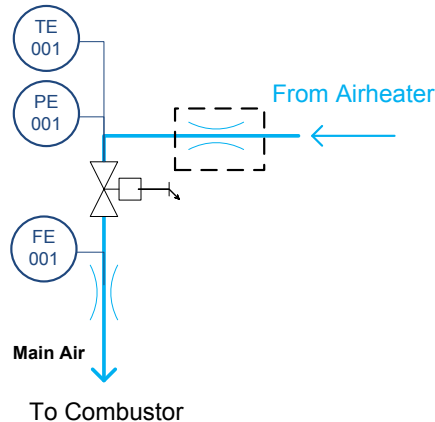 TE
001
PE
001
From Airheater
FE
001
Main Air
To Combustor